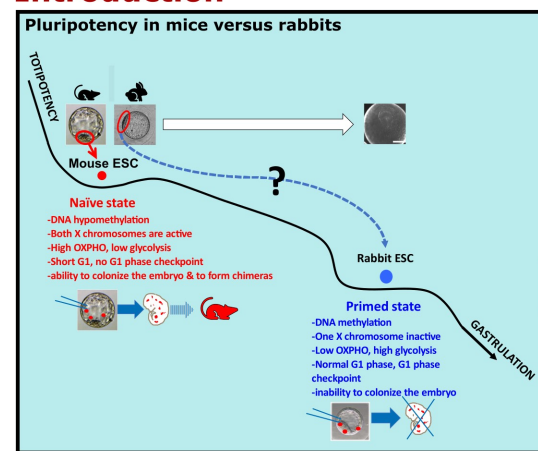 Introduction
Pluripotency in mice versus rabbits
TOTIPOTENCY
Mouse ESC
?
Naïve state
-DNA hypomethylation
-Both X chromosomes are active
-High OXPHO, low glycolysis
-Short G1, no G1 phase checkpoint
-ability to colonize the embryo & to form chimeras
Rabbit ESC
Primed state
-DNA methylation
-One X chromosome inactive
-Low OXPHO, high glycolysis
-Normal G1 phase, G1 phase
checkpoint
-inability to colonize the embryo
GASTRULATION